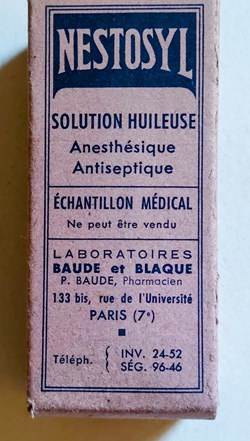 NESTOSYL
SOLUTION HUILEUSE
Anesthésique
Antiseptique
ÉCHANTILLON MÉDICAL
Ne peut être vendu
LABORATOIRES
BAUDE et BLAQUE
P. BAUDE, Pharmacien
133 bis, rue de l'Université
PARIS (7e)
Téléph. { INV. 24-52
SÉG. 96-46